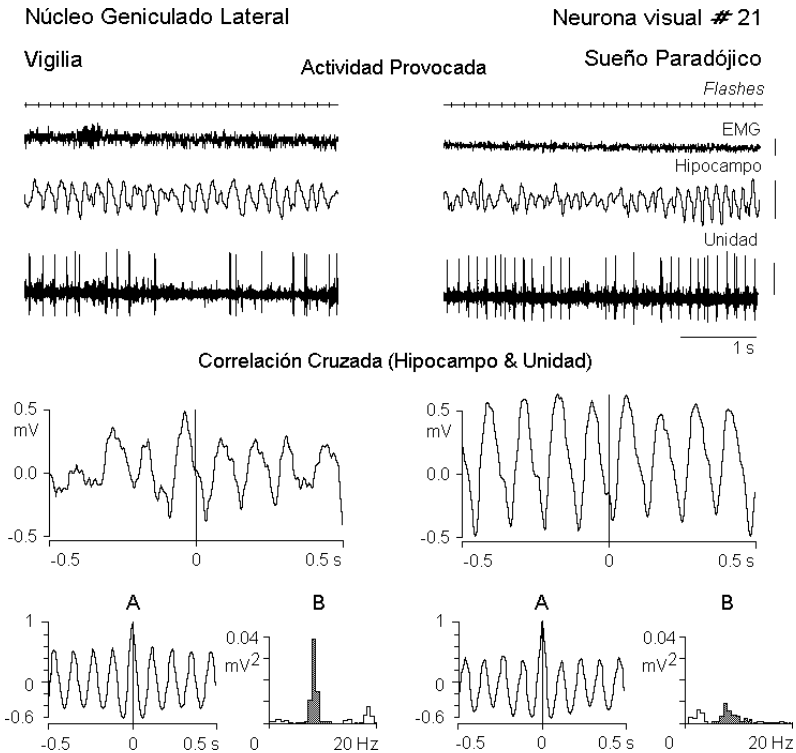 Núcleo Geniculado Lateral
Neurona visual # 21
Vigilia
Actividad Provocada
Sueño Paradójico
Flashes
EMG
Hipocampo
Unidad
1 s
Correlación Cruzada (Hipocampo & Unidad)
0.5
mV
0.0
-0.5
-0.5 0 0.5 s
0.5
mV
0.0
-0.5
-0.5 0 0.5 s
A
1
0
-0.6
-0.5 0 0.5 s
B
0.04
mV2
0 20 Hz
A
1
0
-0.6
-0.5 0 0.5 s
B
0.04
mV2
0 20 Hz